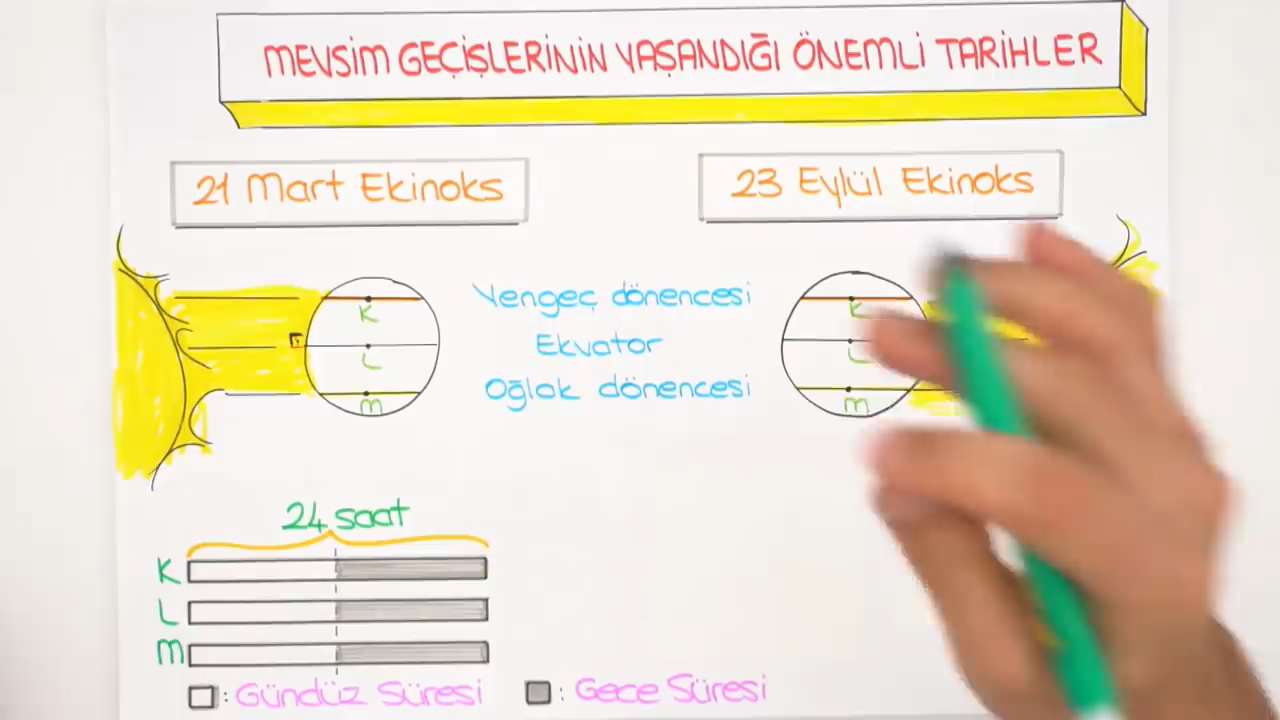 MEVSİM GEÇİŞLERİNİN YAŞANDIĞI ÖNEMLİ TARİHLER
21 Mart Ekinoks
23 Eylül Ekinoks
K
L
M
Yengeç dönencesi
Ekvator
Oğlak dönencesi
K
L
M
24 saat
K
L
M
: Gündüz Süresi
: Gece Süresi